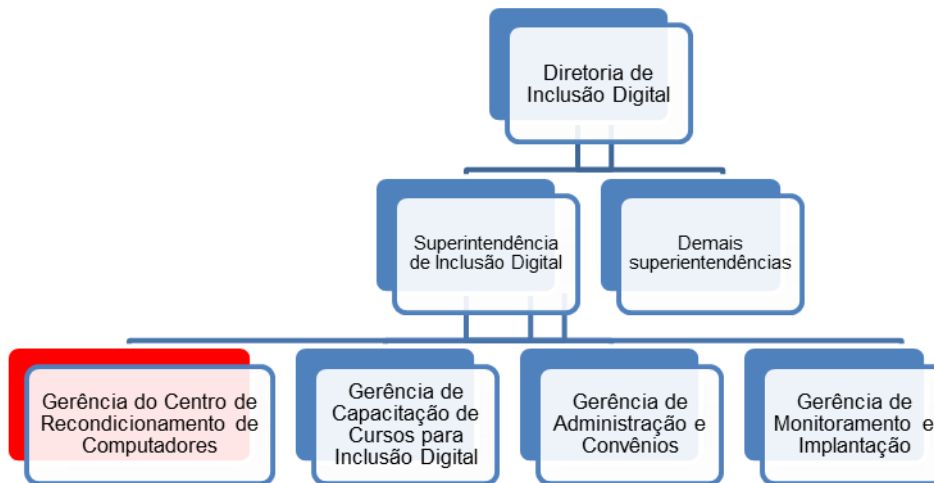 Diretoria de
Inclusão Digital
Superintendência
de Inclusão Digital
Demais
superientendências
Gerência do Centro de
Recondicionamento de
Computadores
Gerência de
Capacitação de
Cursos para
Inclusão Digital
Gerência de
Administração e
Convênios
Gerência de
Monitoramento e
Implantação